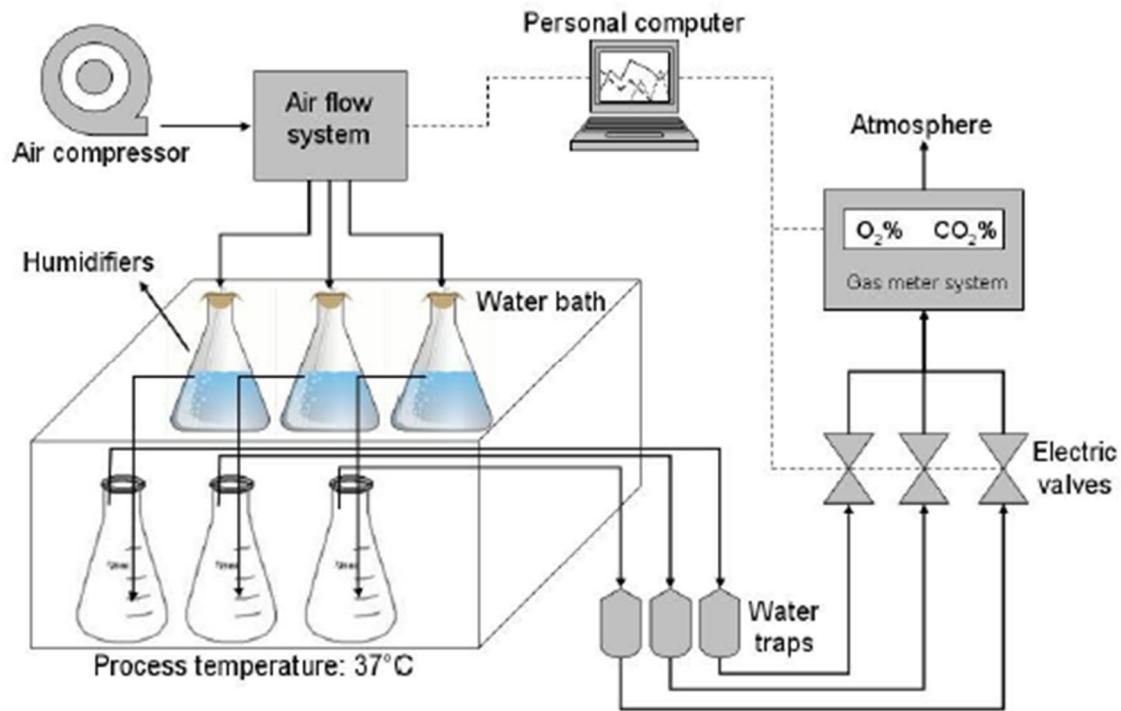 Personal computer
Air flow
system
Air compressor
Atmosphere
O₂% CO₂%
Gas meter system
Humidifiers
Water bath
Electric
valves
Water
traps
Process temperature: 37°C